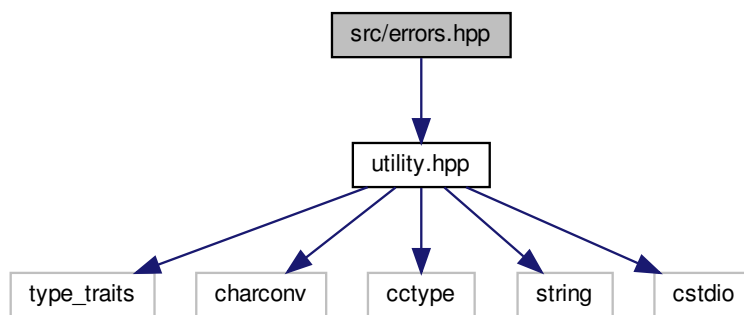 src/errors.hpp
utility.hpp
type_traits
charconv
cctype
string
cstdio